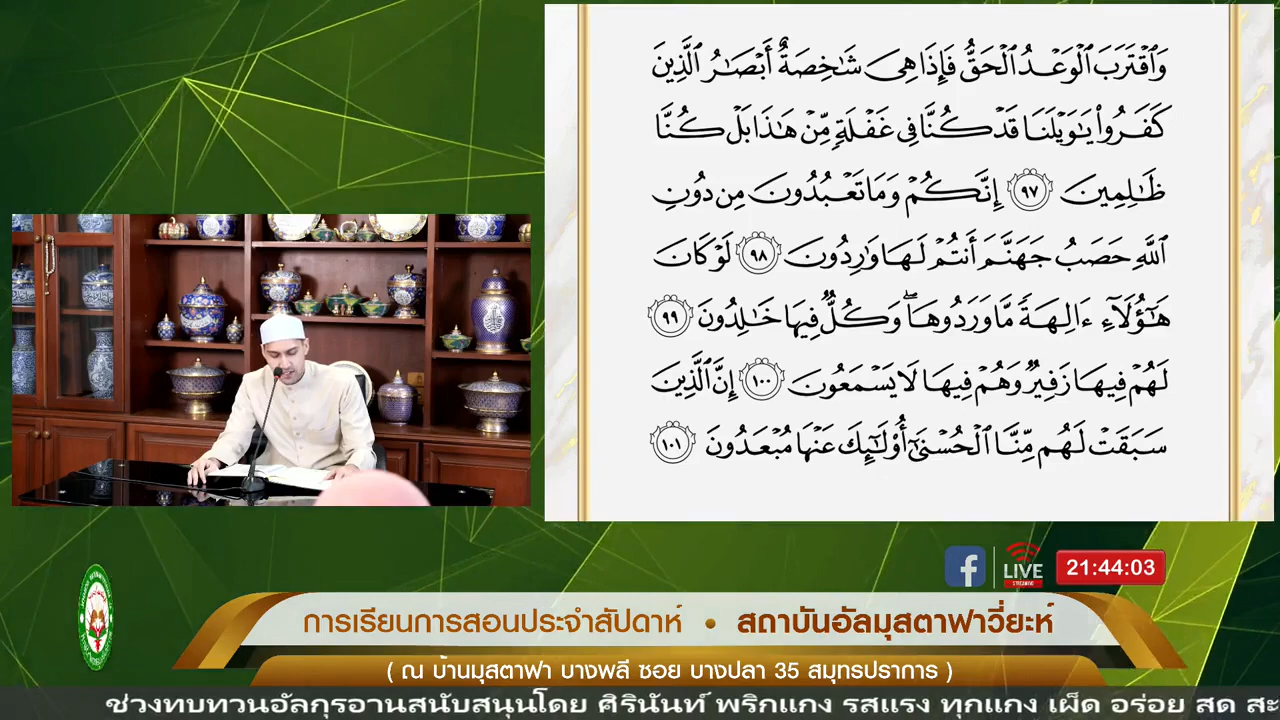 وَٱقۡتَرَبَ ٱلۡوَعۡدُ ٱلۡحَقُّ فَإِذَا هِيَ شَٰخِصَةٌ أَبۡصَٰرُ ٱلَّذِينَ
كَفَرُواْ يَٰوَيۡلَنَا قَدۡ كُنَّا فِي غَفۡلَةٖ مِّنۡ هَٰذَا بَلۡ كُنَّا
ظَٰلِمِينَ ٩٧ إِنَّكُمۡ وَمَا تَعۡبُدُونَ مِن دُونِ
ٱللَّهِ حَصَبُ جَهَنَّمَ أَنتُمۡ لَهَا وَٰرِدُونَ ٩٨ لَوۡ كَانَ
هَٰٓؤُلَآءِ ءَالِهَةٗ مَّا وَرَدُوهَاۖ وَكُلّٞ فِيهَا خَٰلِدُونَ ٩٩
لَهُمۡ فِيهَا زَفِيرٞ وَهُمۡ فِيهَا لَا يَسۡمَعُونَ ١٠٠ إِنَّ ٱلَّذِينَ
سَبَقَتۡ لَهُم مِّنَّا ٱلۡحُسۡنَىٰٓ أُوْلَٰٓئِكَ عَنۡهَا مُبۡعَدُونَ ١٠١
f LIVE 21:44:03
การเรียนการสอนประจำสัปดาห์ • สถาบันอัลมุสตาฟาวี่ยะห์
( ณ บ้านมุสตาฟา บางพลี ซอย บางปลา 35 สมุทรปราการ )
ช่วงทบทวนอัลกุรอานสนับสนุนโดย ศิรินันท์ พริกแกง รสแรง ทุกแกง เผ็ด อร่อย สด สะ